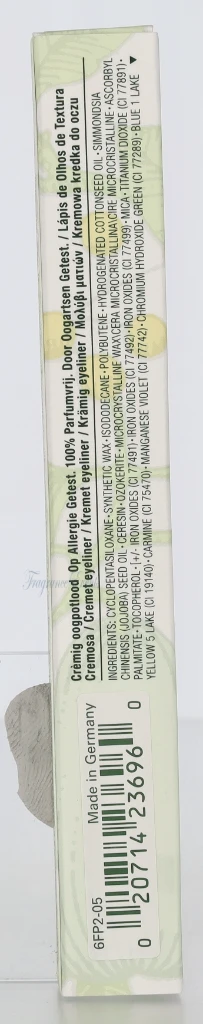 Crèmig oogpotlood Op Allergie Getest. 100% Parfumvrij. Door Oogartsen Getest. / Lápis de Olhos de Textura
Cremosa / Cremet eyeliner / Kremet eyeliner / Krämig eyeliner / Μολύβι ματιών / Kremowa kredka do oczu
INGREDIENTS: CYCLOPENTASILOXANE • SYNTHETIC WAX • ISODODECANE • POLYBUTENE • HYDROGENATED COTTONSEED OIL • SIMMONDSIA
CHINENSIS (JOJOBA) SEED OIL • CERESIN • OZOKERITE • MICROCRYSTALLINE WAX\CERA MICROCRISTALLINA\CIRE MICROCRISTALLINE • ASCORBYL
PALMITATE • TOCOPHEROL • [+/- IRON OXIDES (CI 77491) • IRON OXIDES (CI 77492) • IRON OXIDES (CI 77499) • MICA • TITANIUM DIOXIDE (CI 77891) •
YELLOW 5 LAKE (CI 19140) • CARMINE (CI 75470) • MANGANESE VIOLET (CI 77742) • CHROMIUM HYDROXIDE GREEN (CI 77289) • BLUE 1 LAKE ▼
6FP2-05 Made in Germany
0 20714 23696 0
Fragrance